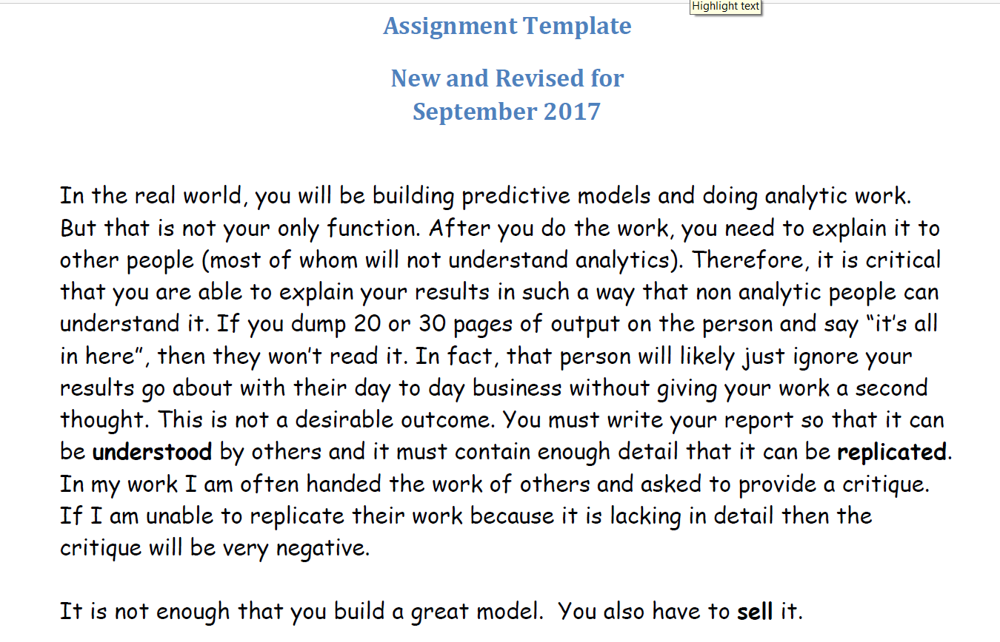 Highlight text
Assignment Template
New and Revised for
September 2017
In the real world, you will be building predictive models and doing analytic work.
But that is not your only function. After you do the work, you need to explain it to
other people (most of whom will not understand analytics). Therefore, it is critical
that you are able to explain your results in such a way that non analytic people can
understand it. If you dump 20 or 30 pages of output on the person and say “it’s all
in here”, then they won’t read it. In fact, that person will likely just ignore your
results go about with their day to day business without giving your work a second
thought. This is not a desirable outcome. You must write your report so that it can
be understood by others and it must contain enough detail that it can be replicated.
In my work I am often handed the work of others and asked to provide a critique.
If I am unable to replicate their work because it is lacking in detail then the
critique will be very negative.
It is not enough that you build a great model.  You also have to sell it.